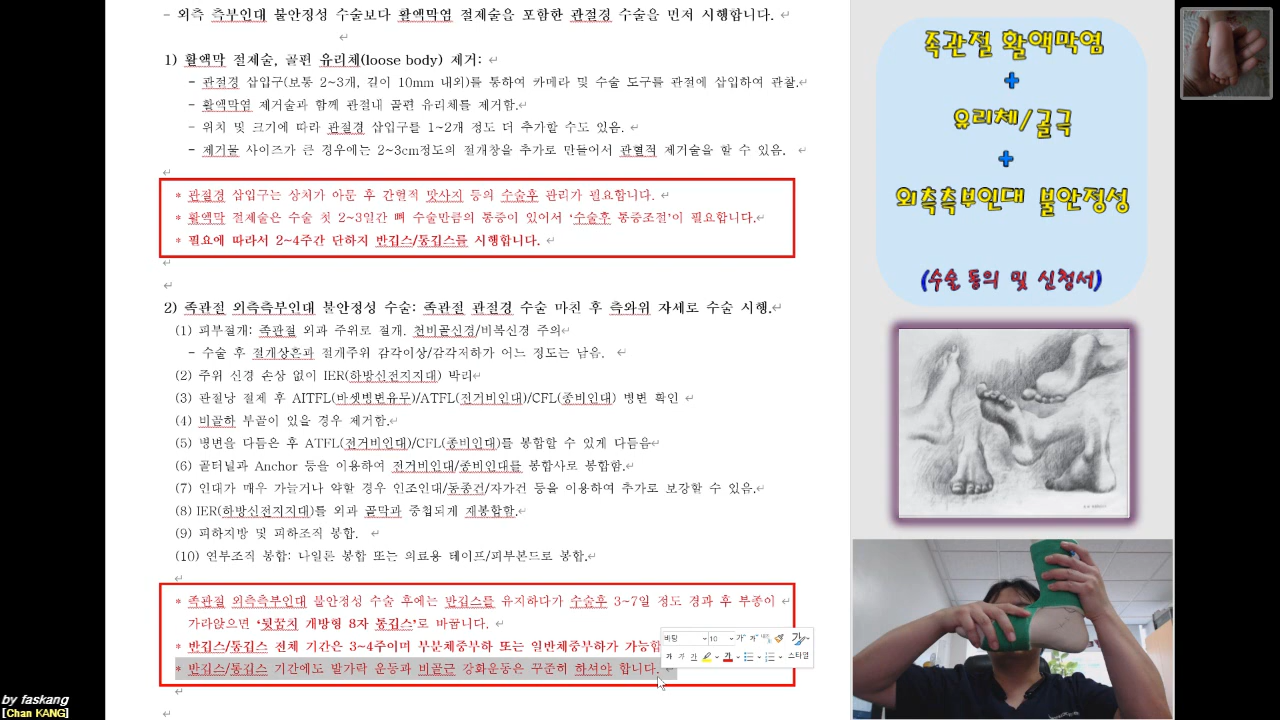 - 외측 측부인대 불안정성 수술보다 활액막염 절제술을 포함한 관절경 수술을 먼저 시행합니다.
1) 활액막 절제술, 골편 유리체(loose body) 제거:
- 관절경 삽입구(보통 2~3개, 길이 10mm 내외)를 통하여 카메라 및 수술 도구를 관절에 삽입하여 관찰.
- 활액막염 제거술과 함께 관절내 골편 유리체를 제거함.
- 위치 및 크기에 따라 관절경 삽입구를 1~2개 정도 더 추가할 수도 있음.
- 제기물 사이즈가 큰 경우에는 2~3cm정도의 절개창을 추가로 만들어서 관혈적 제기술을 할 수 있음.
* 관절경 삽입구는 상처가 아문 후 간헐적 맛사지 등의 수술후 관리가 필요합니다.
* 활액막 절제술은 수술 첫 2~3일간 뼈 수술만큼의 통증이 있어서 '수술후 통증조절'이 필요합니다.
* 필요에 따라서 2~4주간 단하지 반깁스/통깁스를 시행합니다.
2) 족관절 외측측부인대 불안정성 수술: 족관절 관절경 수술 마친 후 측와위 자세로 수술 시행.
(1) 피부절개: 족관절 외과 주위로 절개. 천비골신경/비복신경 주의
- 수술 후 절개상흔과 절개주위 감각이상/감각저하가 어느 정도는 남음.
(2) 주위 신경 손상 없이 IER(하방신전지지대) 박리
(3) 관절낭 절제 후 AITFL(바셋병변유무)/ATFL(전거비인대)/CFL(종비인대) 병변 확인
(4) 비골하 부골이 있을 경우 제거함.
(5) 병변을 다듬은 후 ATFL(전거비인대)/CFL(종비인대)를 봉합할 수 있게 다듬음
(6) 골터널과 Anchor 등을 이용하여 전거비인대/종비인대를 봉합사로 봉합함.
(7) 인대가 매우 가늘거나 약할 경우 인조인대/동종건/자가건 등을 이용하여 추가로 보강할 수 있음.
(8) IER(하방신전지지대)를 외과 골막과 중첩되게 재봉합함.
(9) 피하지방 및 피하조직 봉합.
(10) 연부조직 봉합: 나일론 봉합 또는 의료용 테이프/피부본드로 봉합.
* 족관절 외측측부인대 불안정성 수술 후에는 반깁스를 유지하다가 수술후 3~7일 정도 경과 후 부종이
가라앉으면 '뒷꿈치 개방형 8자 통깁스'로 바꿉니다.
* 반깁스/통깁스 전체 기간은 3~4주이며 부분체중부하 또는 일반체중부하가 가능합
* 반깁스/통깁스 기간에도 발가락 운동과 비골근 강화운동은 꾸준히 하셔야 합니다.
바탕 10
가 가 가 가 스타일
족관절 활액막염
+
유리체/골극
+
외측측부인대 불안정성
(수술 동의 및 신청서)
by faskang
[Chan KANG]